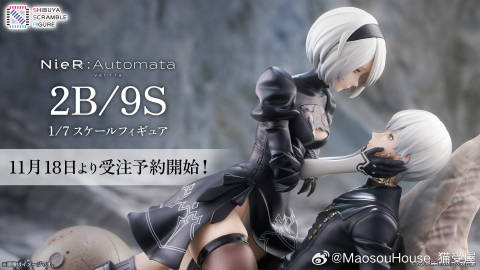 SHIBUYA
SCRAMBLE
FIGURE
NieR:Automata
Ver1.1a
2B/9S
1/7 スケールフィギュア
11月18日より受注予約開始！
@MaosouHouse_猫受屋